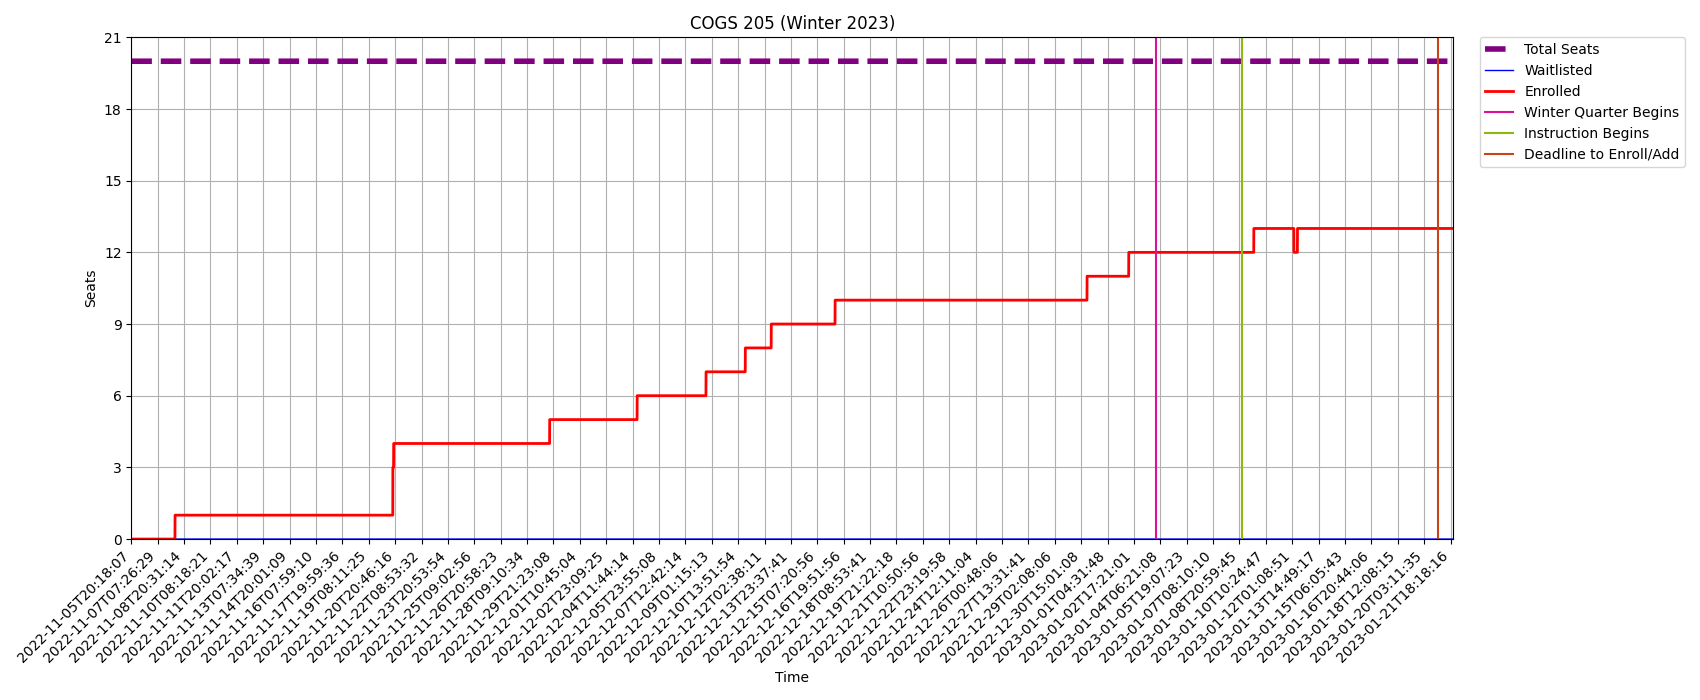 COGS 205 (Winter 2023)
21
18
15
12
9
6
3
0
Seats
Total Seats
Waitlisted
Enrolled
Winter Quarter Begins
Instruction Begins
Deadline to Enroll/Add
2022-11-05T20:18:07
2022-11-07T07:26:29
2022-11-08T20:31:14
2022-11-10T08:18:21
2022-11-11T20:02:17
2022-11-13T07:34:39
2022-11-14T20:01:09
2022-11-16T07:59:10
2022-11-17T19:59:36
2022-11-19T08:11:25
2022-11-20T20:46:16
2022-11-22T08:53:32
2022-11-23T20:53:54
2022-11-25T09:02:56
2022-11-26T20:58:23
2022-11-28T09:10:34
2022-11-29T21:23:08
2022-12-01T10:45:04
2022-12-02T23:09:25
2022-12-04T11:44:14
2022-12-05T23:55:08
2022-12-07T12:42:14
2022-12-09T01:15:13
2022-12-10T13:51:54
2022-12-12T02:38:11
2022-12-13T23:37:41
2022-12-15T07:20:56
2022-12-16T19:51:56
2022-12-18T08:53:41
2022-12-19T21:22:18
2022-12-21T10:50:56
2022-12-22T23:19:58
2022-12-24T12:11:04
2022-12-26T00:48:06
2022-12-27T13:31:41
2022-12-29T02:08:06
2022-12-30T15:01:08
2023-01-01T04:31:48
2023-01-02T17:21:01
2023-01-04T06:21:08
2023-01-05T19:07:23
2023-01-07T08:10:10
2023-01-08T20:59:45
2023-01-10T10:24:47
2023-01-12T01:08:51
2023-01-13T14:49:17
2023-01-15T06:05:43
2023-01-16T20:44:06
2023-01-18T12:08:15
2023-01-20T03:11:35
2023-01-21T18:18:16
Time